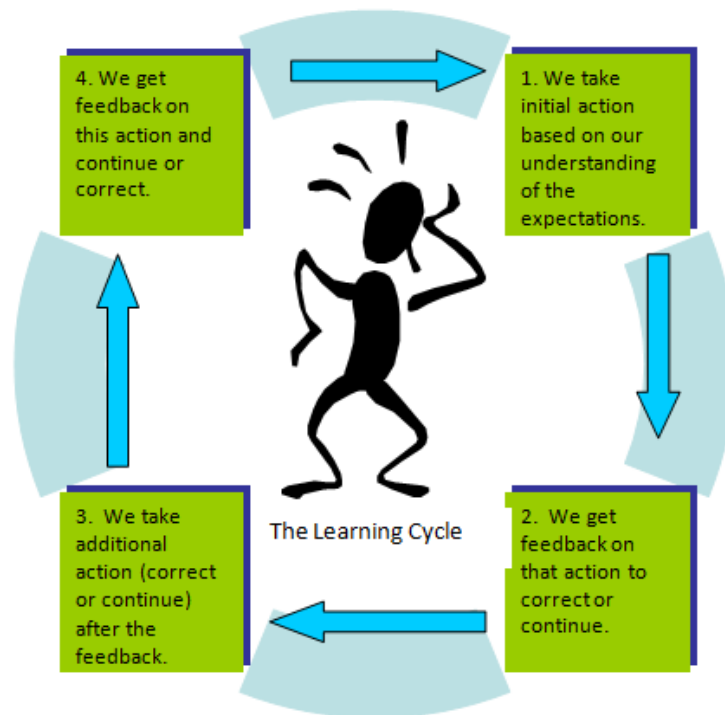 4. We get
feedback on
this action and
continue or
correct.
1. We take
initial action
based on our
understanding
of the
expectations.
3.  We take
additional
action (correct
or continue)
after the
feedback.
The Learning Cycle
2.  We get
feedback on
that action to
correct or
continue.